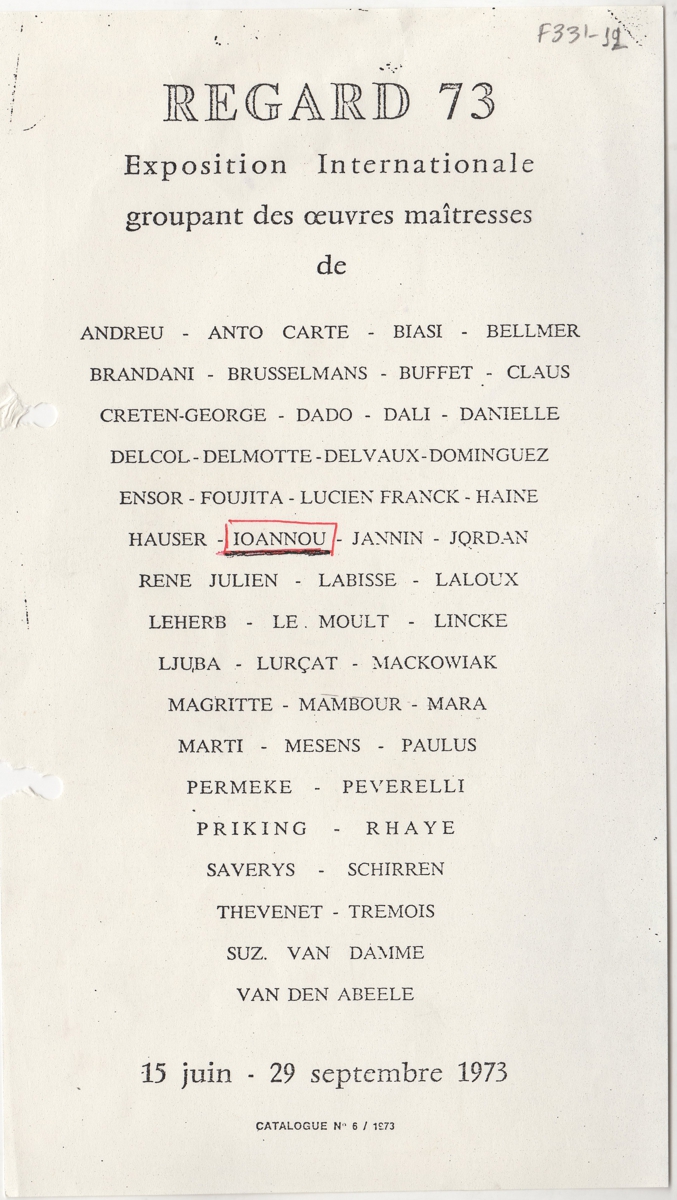 F331-12
REGARD 73
Exposition Internationale
groupant des œuvres maîtresses
de
ANDREU - ANTO CARTE - BIASI - BELLMER
BRANDANI - BRUSSELMANS - BUFFET - CLAUS
CRETEN-GEORGE - DADO - DALI - DANIELLE
DELCOL - DELMOTTE - DELVAUX - DOMINGUEZ
ENSOR - FOUJITA - LUCIEN FRANCK - HAINE
HAUSER - IOANNOU - JANNIN - JORDAN
RENE JULIEN - LABISSE - LALOUX
LEHERB - LE MOULT - LINCKE
LJUBA - LURÇAT - MACKOWIAK
MAGRITTE - MAMBOUR - MARA
MARTI - MESENS - PAULUS
PERMEKE - PEVERELLI
PRIKING - RHAYE
SAVERYS - SCHIRREN
THEVENET - TREMOIS
SUZ. VAN DAMME
VAN DEN ABEELE
15 juin - 29 septembre 1973
CATALOGUE N° 6 / 1973